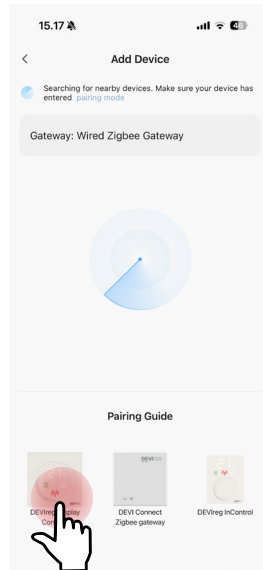 15.17
46
Add Device
Searching for nearby devices. Make sure your device has
entered pairing mode
Gateway: Wired Zigbee Gateway
Pairing Guide
DEVI
DEVIreg
DEVI Connect
Zigbee gateway
DEVIreg InControl